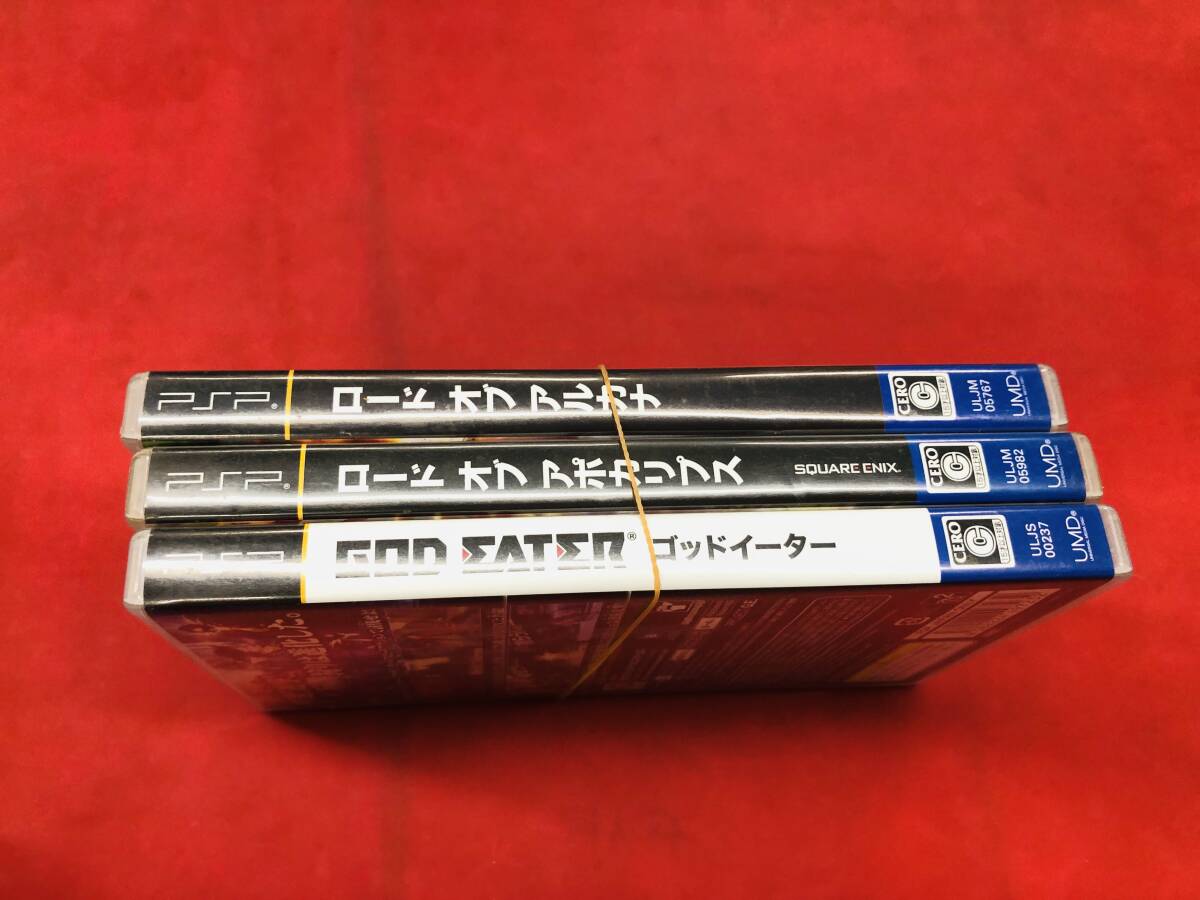 PSP®
ロード オブ アルカナ
CERO
C
ULJM
05767
UMD®
PSP®
ロード オブ アポカリプス
SQUARE ENIX.
CERO
C
ULJM
05982
UMD®
GOD EATER® ゴッドイーター
CERO
C
ULJS
00237
UMD®